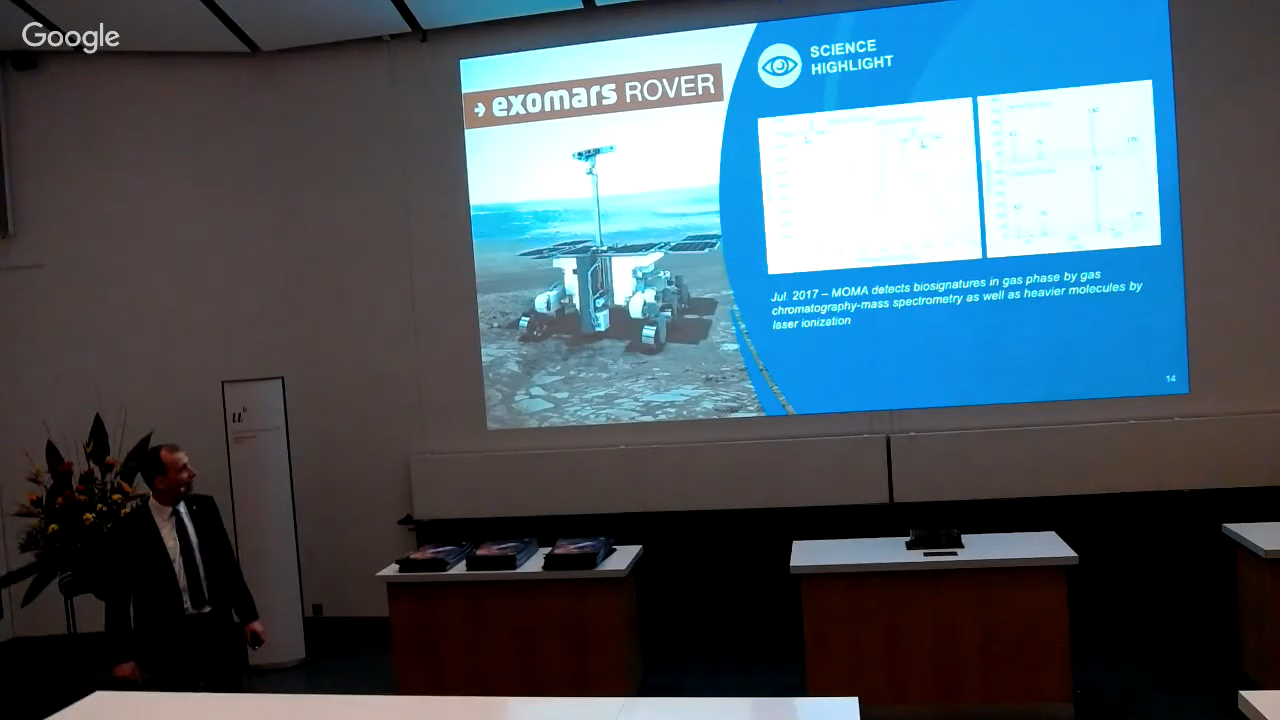 Google
exomars ROVER
SCIENCE
HIGHLIGHT
Jul. 2017 – MOMA detects biosignatures in gas phase by gas
chromatography-mass spectrometry as well as heavier molecules by
laser ionization
14
u^b